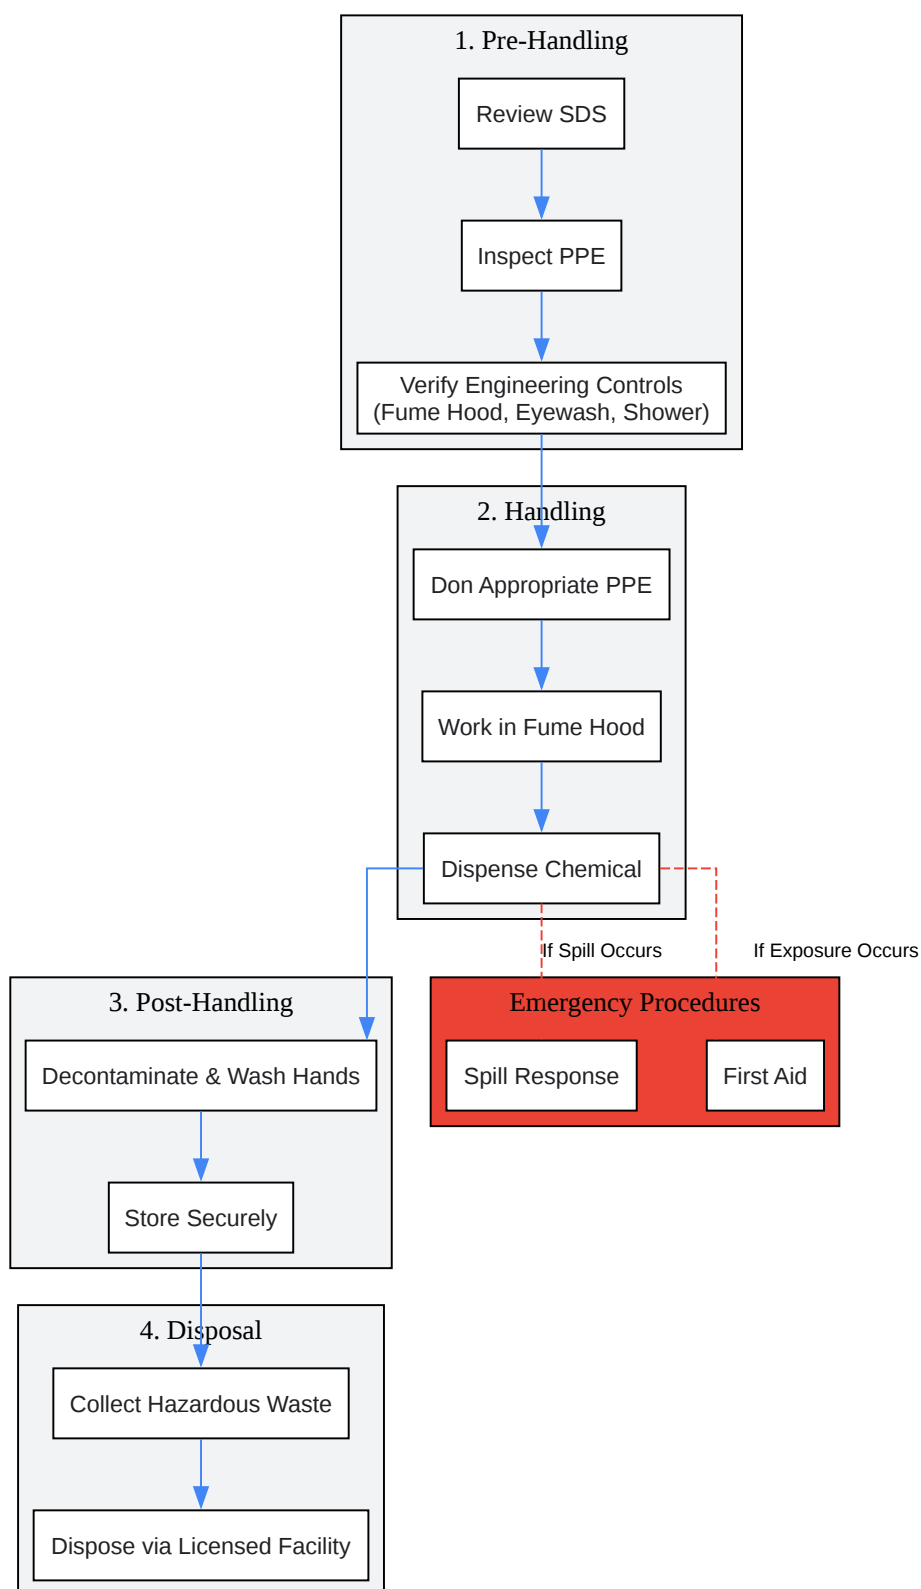 1. Pre-Handling
Review SDS
Inspect PPE
Verify Engineering Controls
(Fume Hood, Eyewash, Shower)
2. Handling
Don Appropriate PPE
Work in Fume Hood
Dispense Chemical
If Spill Occurs
If Exposure Occurs
3. Post-Handling
Decontaminate & Wash Hands
Store Securely
Emergency Procedures
Spill Response
First Aid
4. Disposal
Collect Hazardous Waste
Dispose via Licensed Facility